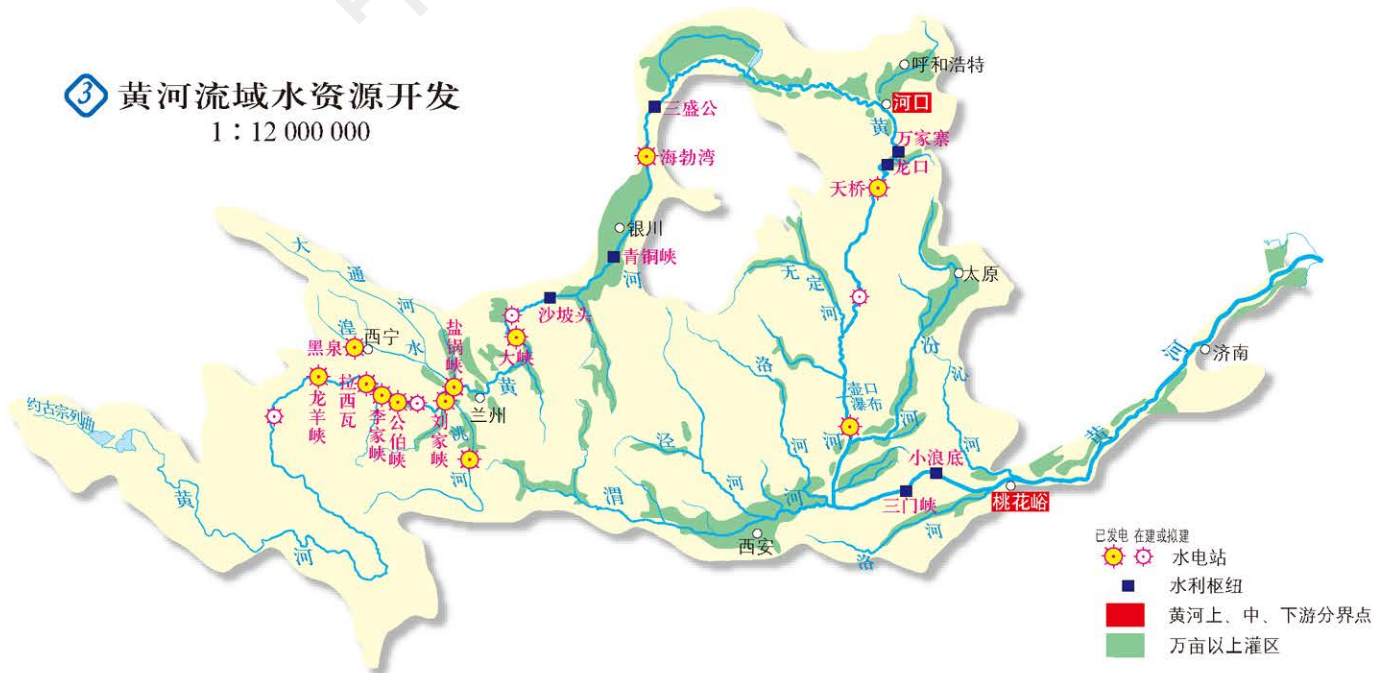 ③ 黄河流域水资源开发
1：12 000 000
呼和浩特
河口
三盛公
黄
万家寨
龙口
海勃湾
天桥
银川
青铜峡
河
大
通
河
无
定
河
太原
沙坡头
盐锅峡
湟
水
西宁
黑泉
大峡
汾
沁
河
济南
洛
壶口
瀑布
龙羊峡
拉西瓦
李家峡
公伯峡
刘家峡
黄
兰州
约古宗列曲
洮
河
泾
河
河
河
河
河
小浪底
黄
黄
河
渭
河
三门峡
桃花峪
西安
洛
河
已发电 在建或拟建
水电站
水利枢纽
黄河上、中、下游分界点
万亩以上灌区